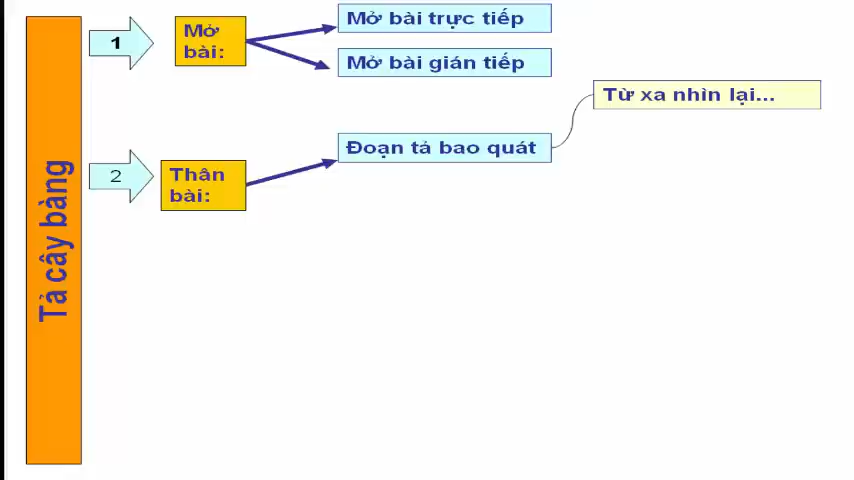 Tả cây bàng
1
Mở
bài:
Mở bài trực tiếp
Mở bài gián tiếp
2
Thân
bài:
Đoạn tả bao quát
Từ xa nhìn lại...